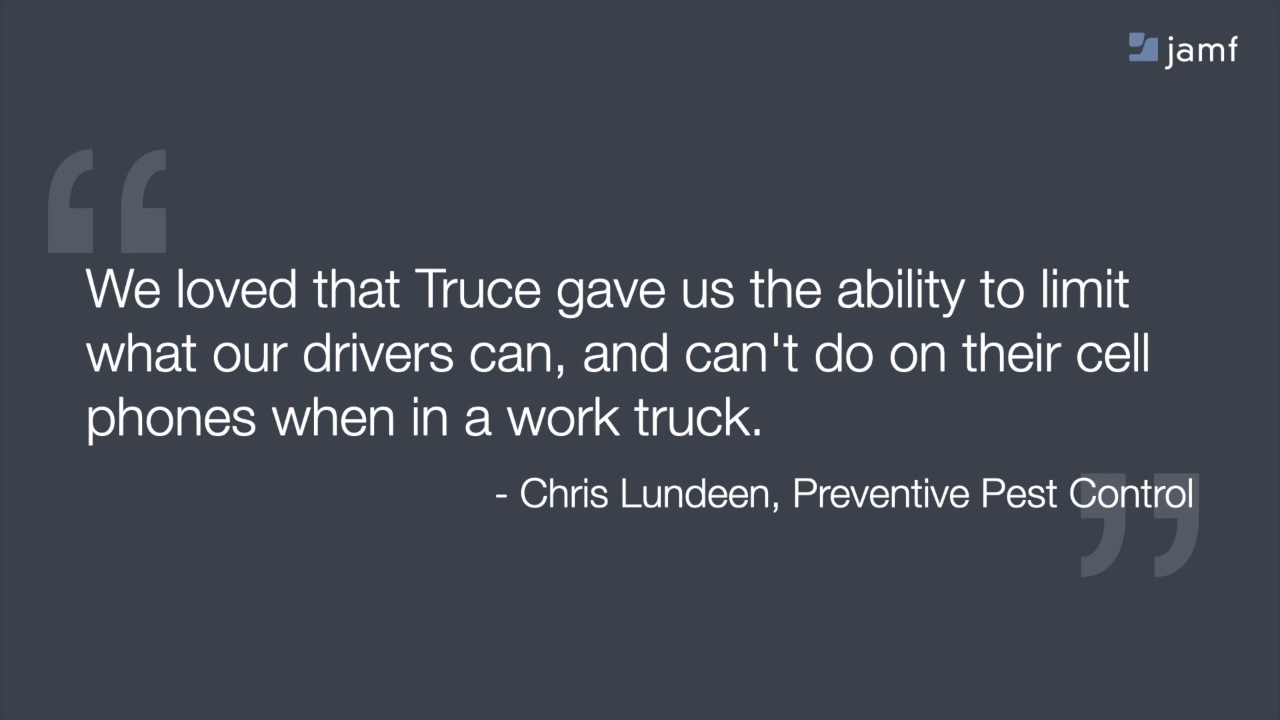 jamf
We loved that Truce gave us the ability to limit
what our drivers can, and can't do on their cell
phones when in a work truck.
- Chris Lundeen, Preventive Pest Control